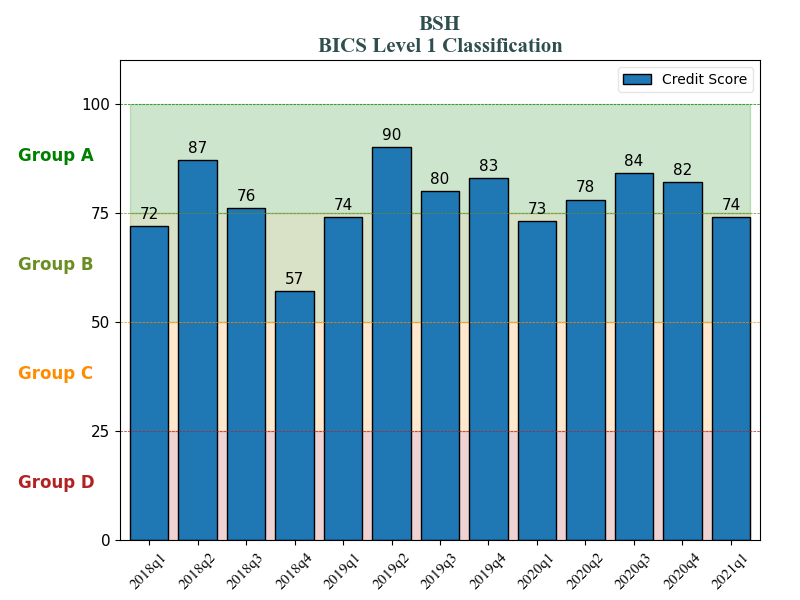 BSH
BICS Level 1 Classification
Credit Score
100
75
50
25
0
Group A
Group B
Group C
Group D
72
87
76
57
74
90
80
83
73
78
84
82
74
2018q1
2018q2
2018q3
2018q4
2019q1
2019q2
2019q3
2019q4
2020q1
2020q2
2020q3
2020q4
2021q1